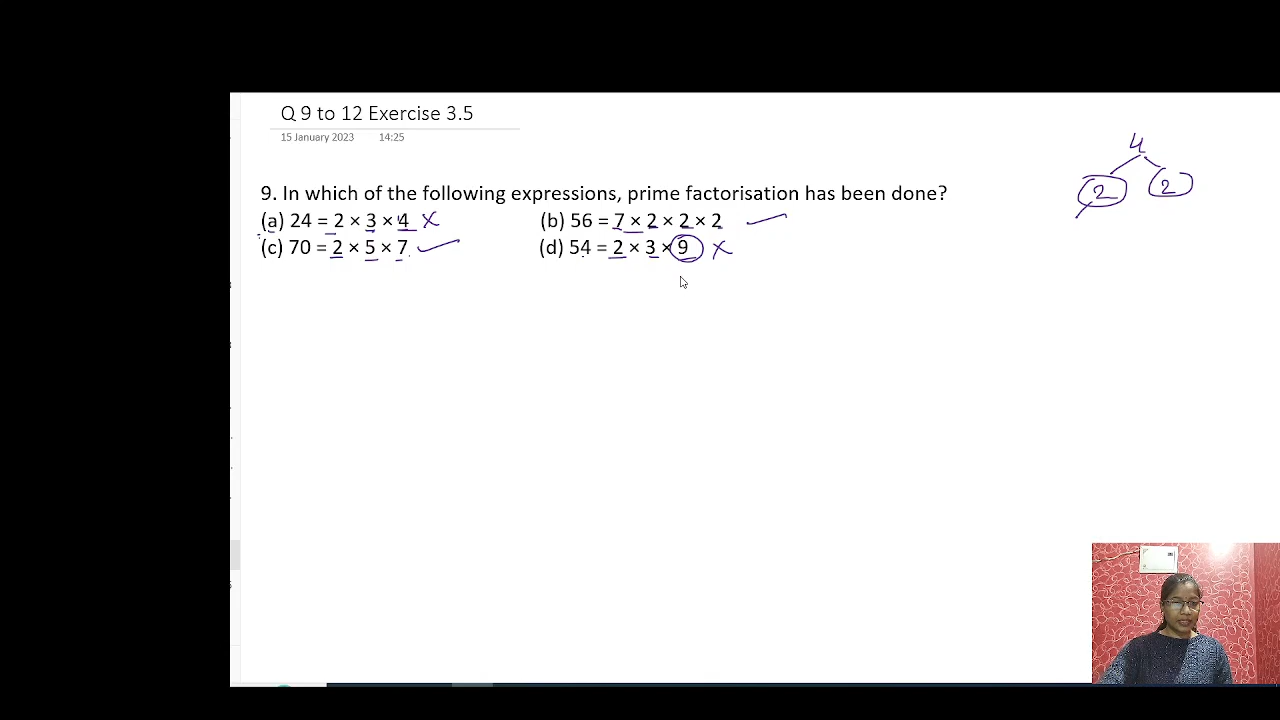 Q 9 to 12 Exercise 3.5
15 January 2023 14:25
4
2 2
9. In which of the following expressions, prime factorisation has been done?
(a) 24 = 2 × 3 × 4 ✗ (b) 56 = 7 × 2 × 2 × 2 ✓
(c) 70 = 2 × 5 × 7 ✓ (d) 54 = 2 × 3 × 9 ✗